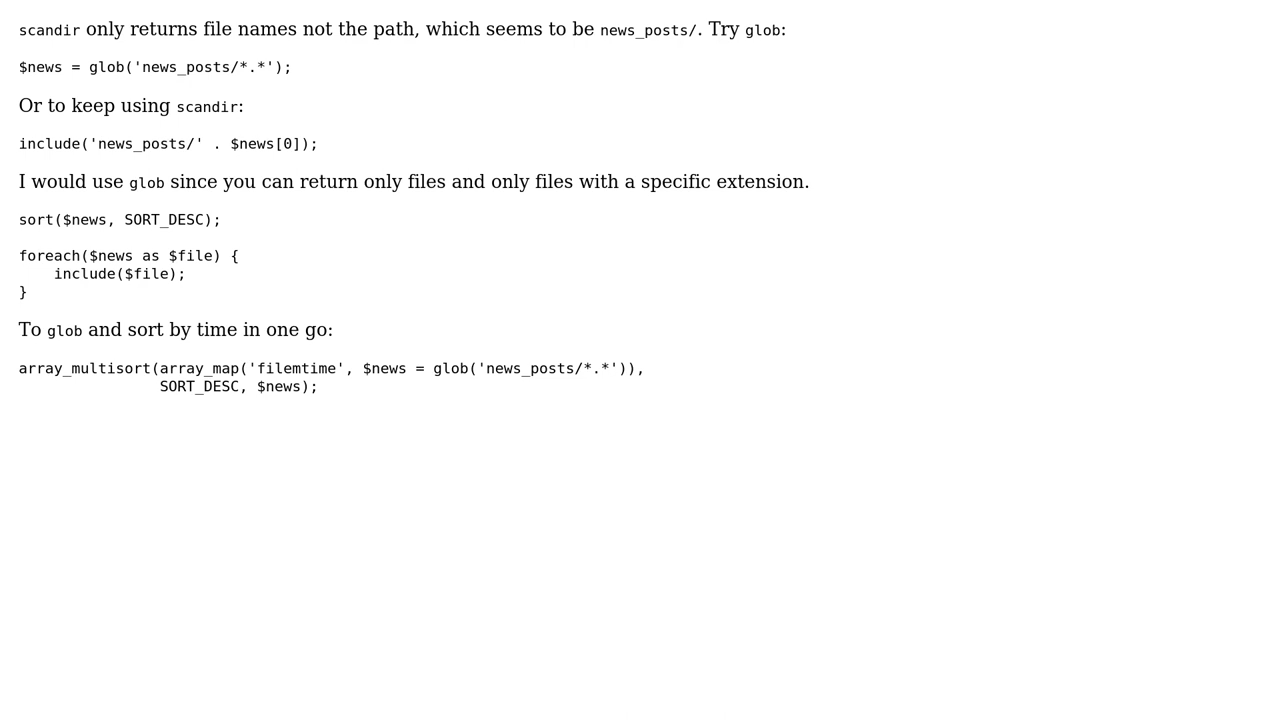 scandir only returns file names not the path, which seems to be news_posts/. Try glob:
$news = glob('news_posts/*.*');
Or to keep using scandir:
include('news_posts/' . $news[0]);
I would use glob since you can return only files and only files with a specific extension.
sort($news, SORT_DESC);
foreach($news as $file) {
    include($file);
}
To glob and sort by time in one go:
array_multisort(array_map('filemtime', $news = glob('news_posts/*.*')),
                SORT_DESC, $news);